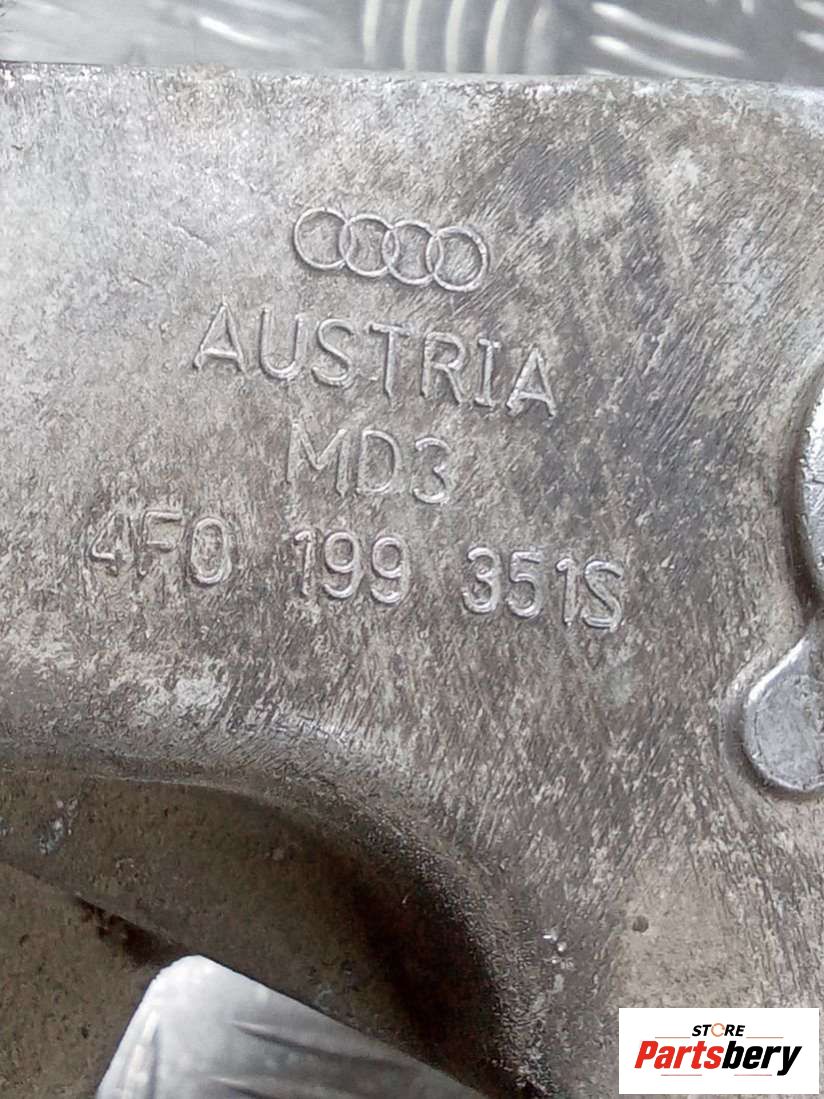 AUSTRIA
MD3
4F0 199 351S
STORE
Partsbery